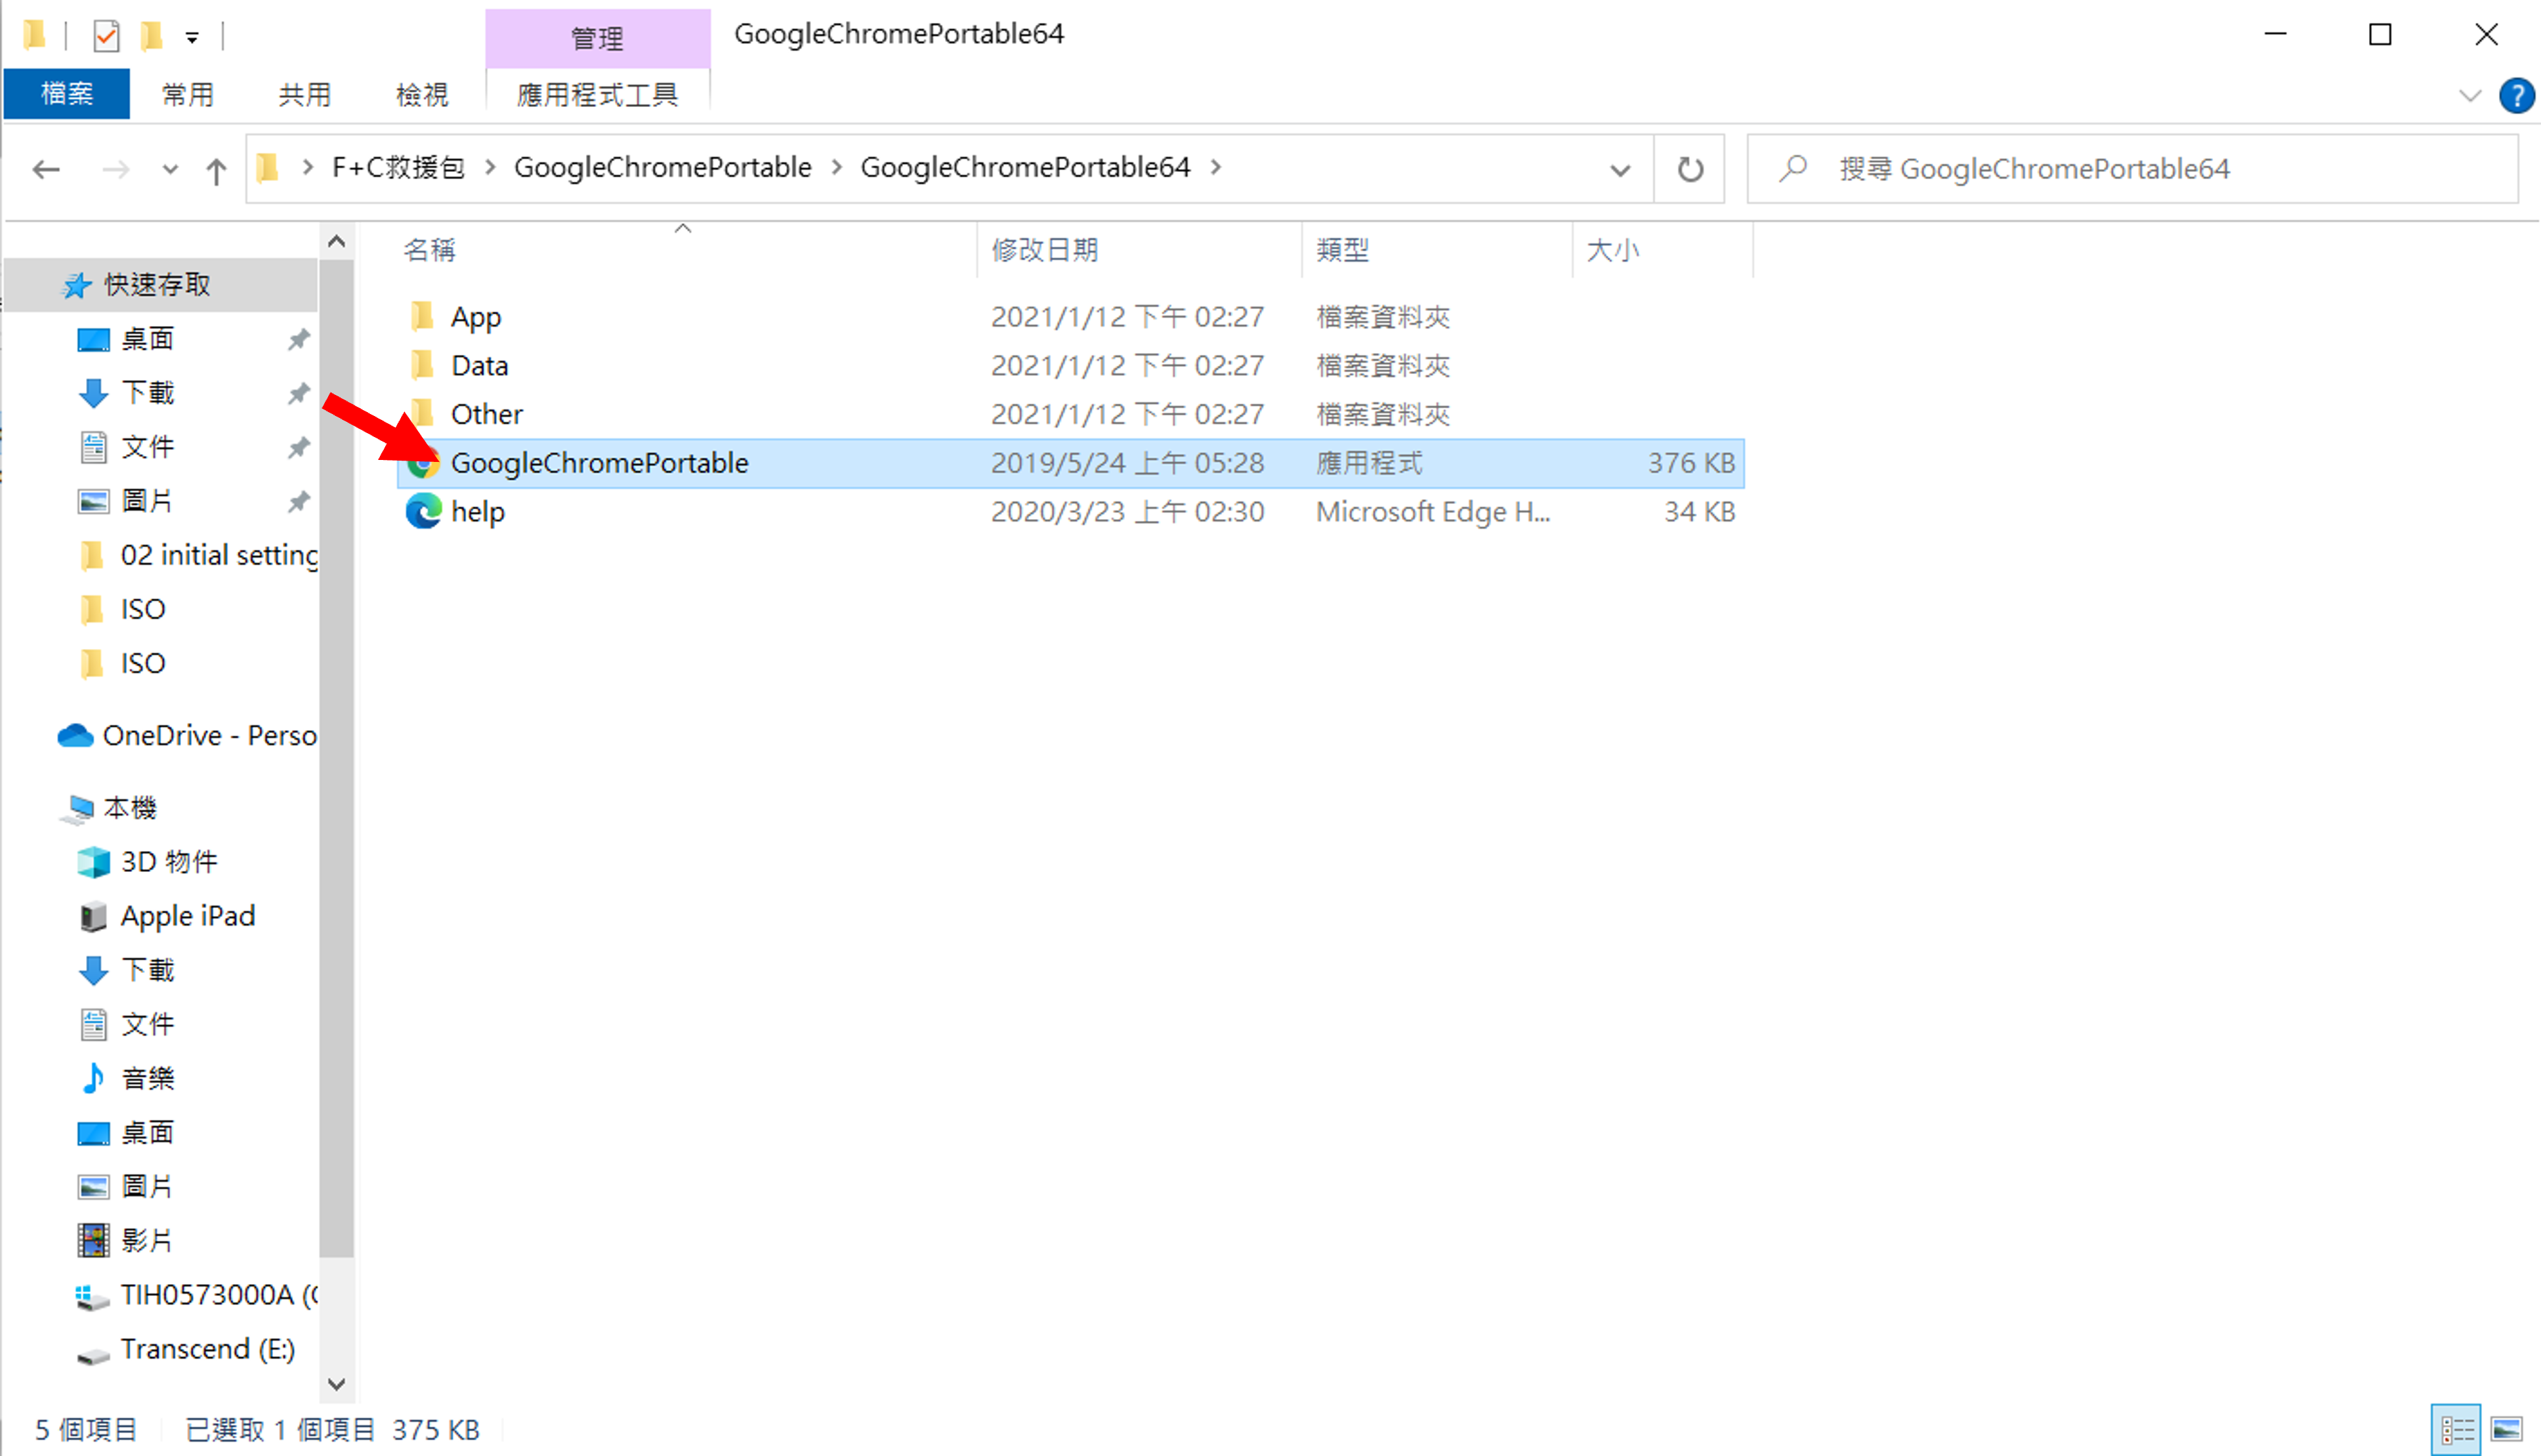 管理 GoogleChromePortable64
檔案 常用 共用 檢視 應用程式工具 ?
F+C救援包 GoogleChromePortable GoogleChromePortable64 搜尋 GoogleChromePortable64
名稱 修改日期 類型 大小
App 2021/1/12 下午 02:27 檔案資料夾
Data 2021/1/12 下午 02:27 檔案資料夾
Other 2021/1/12 下午 02:27 檔案資料夾
GoogleChromePortable 2019/5/24 上午 05:28 應用程式 376 KB
help 2020/3/23 上午 02:30 Microsoft Edge H... 34 KB
快速存取
桌面
下載
文件
圖片
02 initial setting
ISO
ISO
OneDrive - Perso
本機
3D 物件
Apple iPad
下載
文件
音樂
桌面
圖片
影片
TIH0573000A (
Transcend (E:)
5 個項目 已選取 1 個項目 375 KB